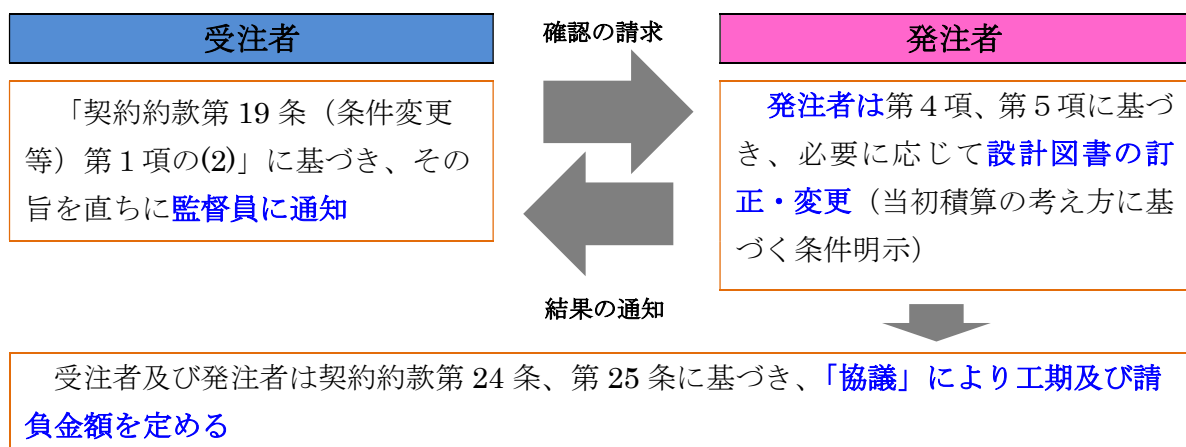 受注者
確認の請求
発注者
「契約約款第 19 条（条件変更
等）第１項の(2)」に基づき、その
旨を直ちに監督員に通知
発注者は第４項、第５項に基づ
き、必要に応じて設計図書の訂
正・変更（当初積算の考え方に基
づく条件明示）
結果の通知
受注者及び発注者は契約約款第 24 条、第 25 条に基づき、「協議」により工期及び請
負金額を定める